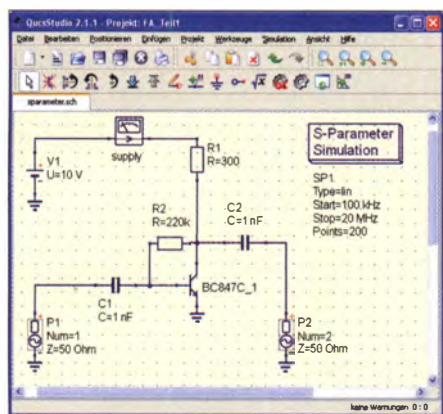 QucsStudio 2.1.1 - Projekt: FA_Teil1
Datei Bearbeiten Positionieren Einfügen Projekt Werkzeuge Simulation Ansicht Hilfe
sparameter.sch
supply
V1
U=10 V
R1
R=300
S-Parameter
Simulation
SP1
Type=lin
Start=100 kHz
Stop=20 MHz
Points=200
R2
R=220k
C2
C=1 nF
C1
C=1 nF
BC847C_1
P1
Num=1
Z=50 Ohm
P2
Num=2
Z=50 Ohm
keine Warnungen 0 : 0